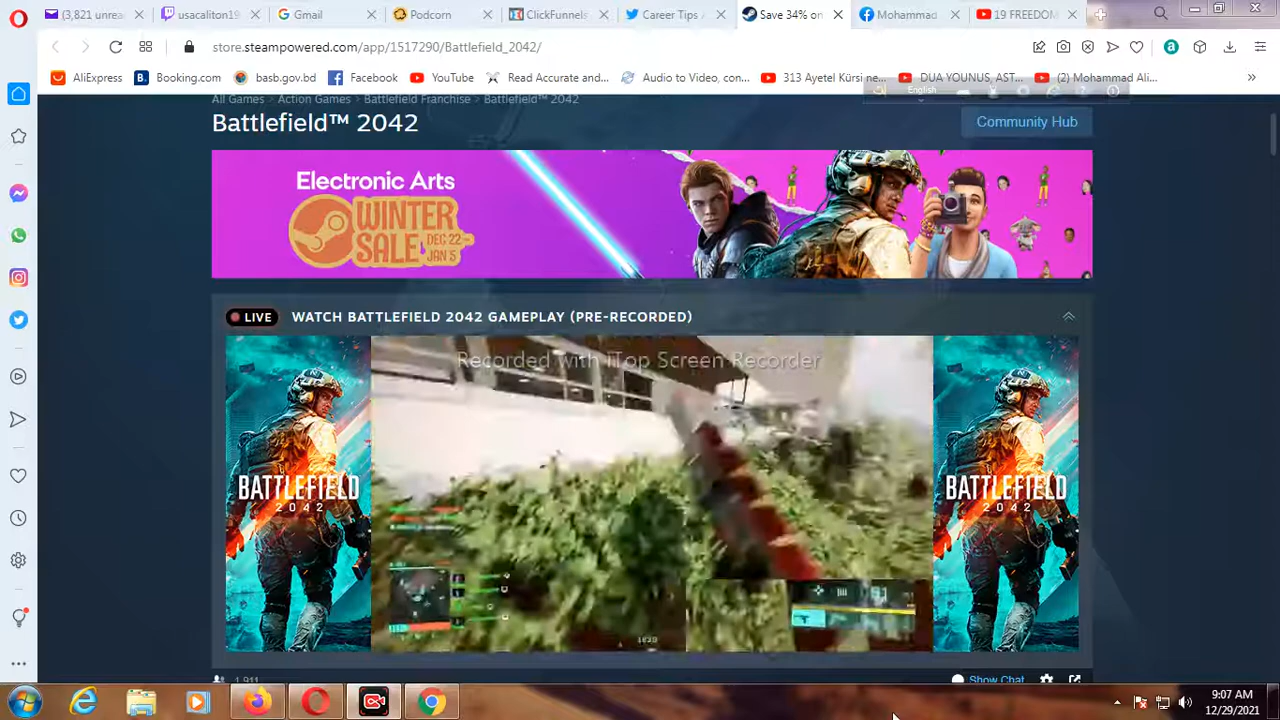 (3,821 unrea
usacaliton19
Gmail
Podcorn
ClickFunnels
Career Tips
Save 34% on
Mohammad
19 FREEDOM
store.steampowered.com/app/1517290/Battlefield_2042/
AliExpress
Booking.com
basb.gov.bd
Facebook
YouTube
Read Accurate and...
Audio to Video, con...
313 Ayetel Kürsi ne...
DUA YOUNUS, AST...
(2) Mohammad Ali...
English
All Games > Action Games > Battlefield Franchise > Battlefield™ 2042
Battlefield™ 2042
Community Hub
Electronic Arts
WINTER
SALE
DEC 22-
JAN 5
LIVE
WATCH BATTLEFIELD 2042 GAMEPLAY (PRE-RECORDED)
Recorded with iTop Screen Recorder
BATTLEFIELD
2042
BATTLEFIELD
2042
1,911
Show Chat
9:07 AM
12/29/2021